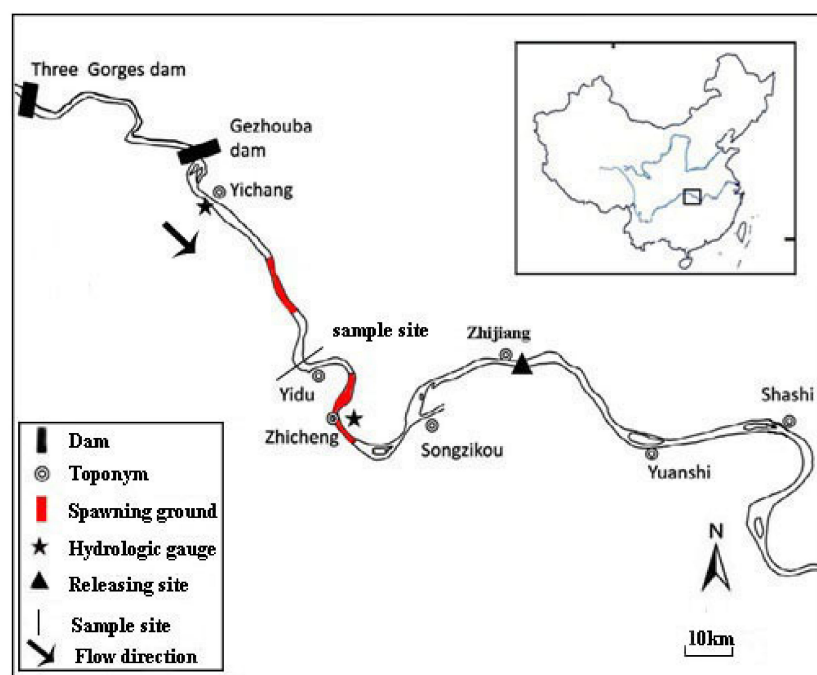 Three Gorges dam
Gezhouba
dam
Yichang
sample site
Zhijiang
Yidu
Shashi
Zhicheng
Songzikou
Yuanshi
Dam
Toponym
Spawning ground
Hydrologic gauge
Releasing site
Sample site
Flow direction
N
10km